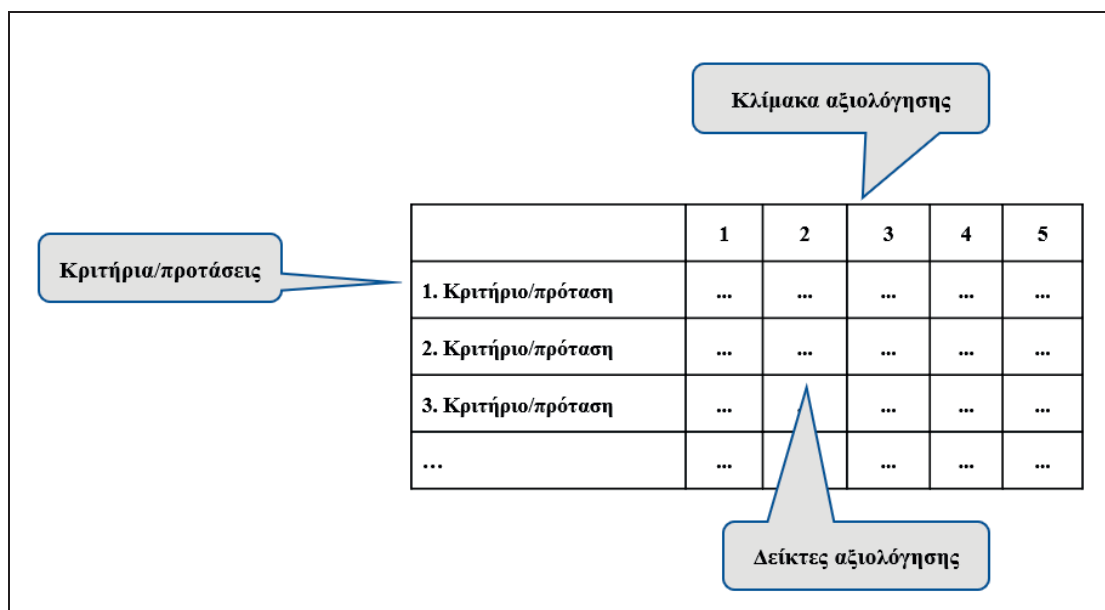 Κλίμακα αξιολόγησης
1 2 3 4 5
Κριτήρια/προτάσεις
1. Κριτήριο/πρόταση ... ... ... ... ...
2. Κριτήριο/πρόταση ... ... ... ... ...
3. Κριτήριο/πρόταση ... ... ... ...
… ... ... ... ...
Δείκτες αξιολόγησης